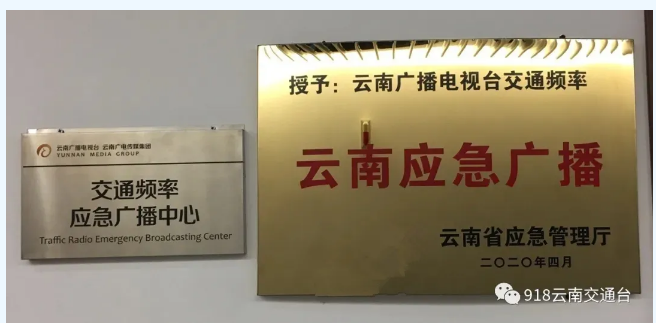 云南广播电视台 云南广电传媒集团
YUNNAN MEDIA GROUP
交通频率
应急广播中心
Traffic Radio Emergency Broadcasting Center
授予：云南广播电视台交通频率
云南应急广播
云南省应急管理厅
二〇二〇年四月
918云南交通台